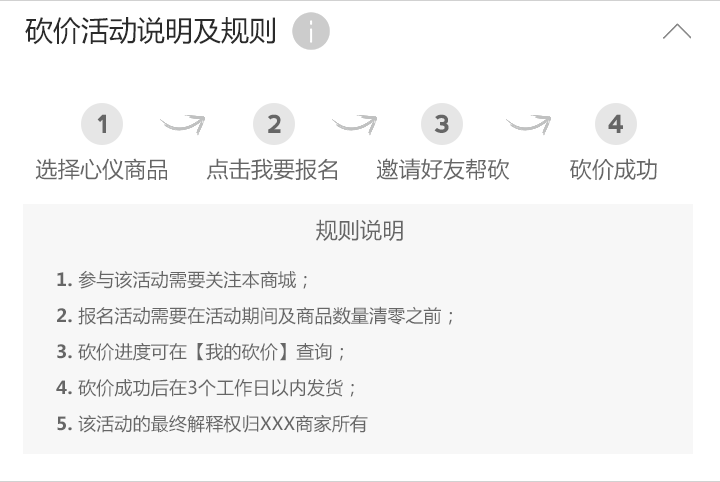 砍价活动说明及规则 i
1 2 3 4
选择心仪商品 点击我要报名 邀请好友帮砍 砍价成功
规则说明
1. 参与该活动需要关注本商城；
2. 报名活动需要在活动期间及商品数量清零之前；
3. 砍价进度可在【我的砍价】查询；
4. 砍价成功后在3个工作日以内发货；
5. 该活动的最终解释权归XXX商家所有